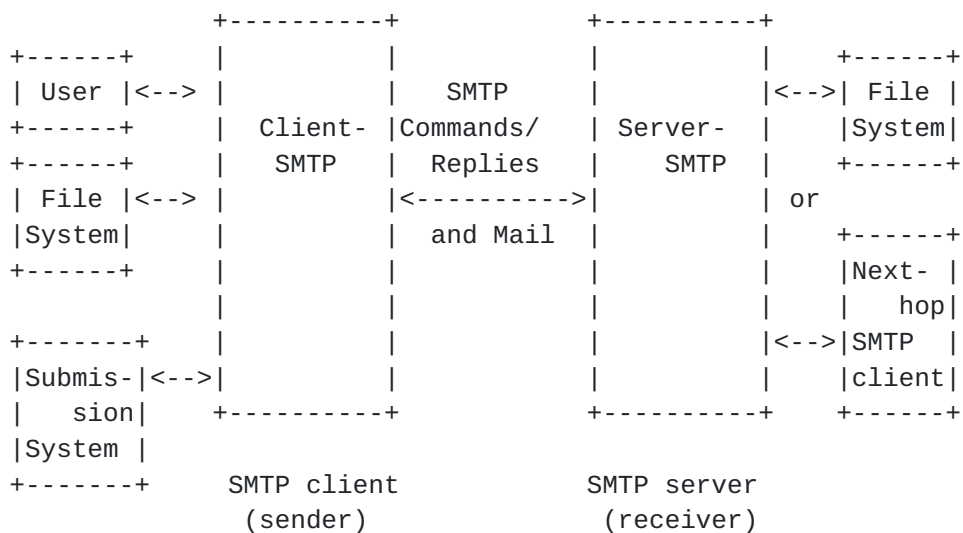 +----------+                +----------+
+------+          |          |                |          |      +------+
| User |<-->      |          |      SMTP      |          |<-->| File |
+------+          |  Client- |Commands/       | Server-  |      |System|
+------+          |   SMTP   |  Replies       |    SMTP  |      +------+
| File |<-->      |          |<-------------->|          | or
|System|          |          |  and Mail      |          |      +------+
+------+          |          |                |          |      |Next- |
                  |          |                |          |      |   hop|
+-------+         |          |                |          |<-->|SMTP  |
|Submis-|<-->|          |                |          |      |client|
|   sion|         +----------+                +----------+      +------+
|System |
+-------+      SMTP client                SMTP server
                (sender)                   (receiver)